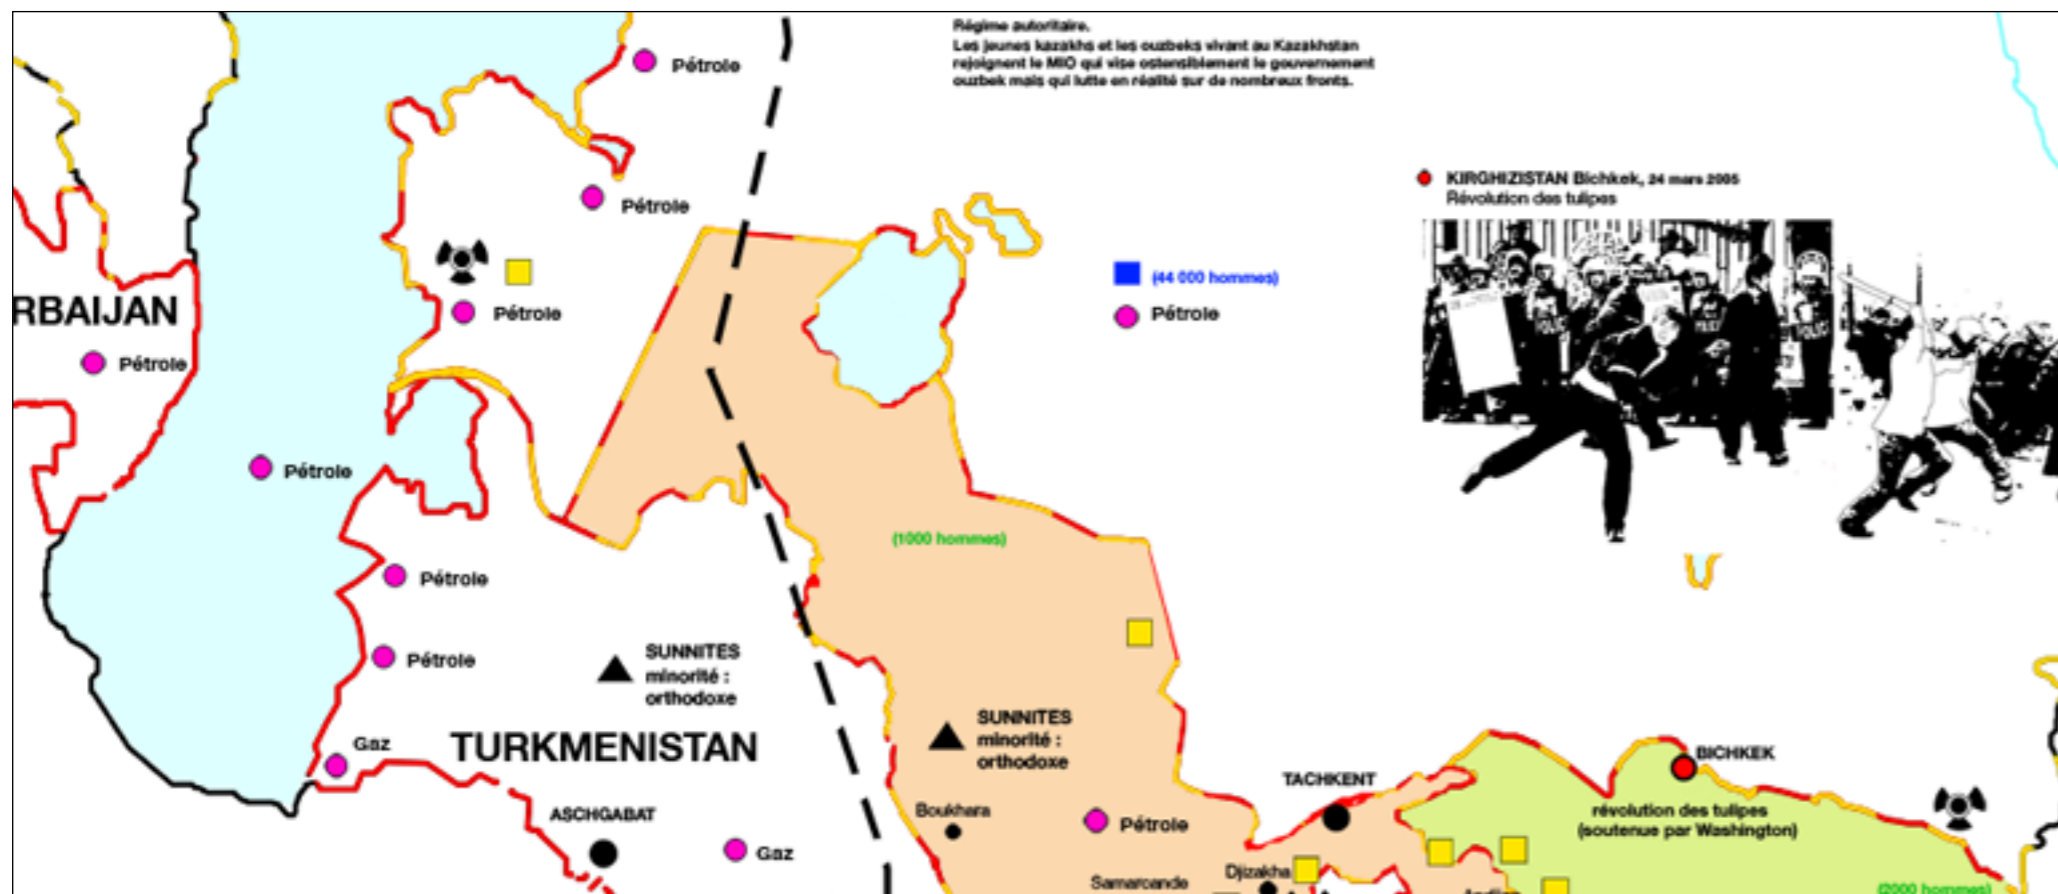 Régime autoritaire.
Les jeunes kazakhs et les ouzbeks vivant au Kazakhstan
rejoignent le MIO qui vise ostensiblement le gouvernement
ouzbek mais qui lutte en réalité sur de nombreux fronts.
Pétrole
KIRGHIZISTAN Bichkek, 24 mars 2005
Révolution des tulipes
Pétrole
(44 000 hommes)
Pétrole
Pétrole
RBAIJAN
Pétrole
Pétrole
(1000 hommes)
Pétrole
Pétrole
SUNNITES
minorité :
orthodoxe
SUNNITES
minorité :
orthodoxe
Gaz
TURKMENISTAN
BICHKEK
TACHKENT
ASCHGABAT
Boukhara
Pétrole
révolution des tulipes
(soutenue par Washington)
Gaz
Djizakha
Samarcande
(2000 hommes)